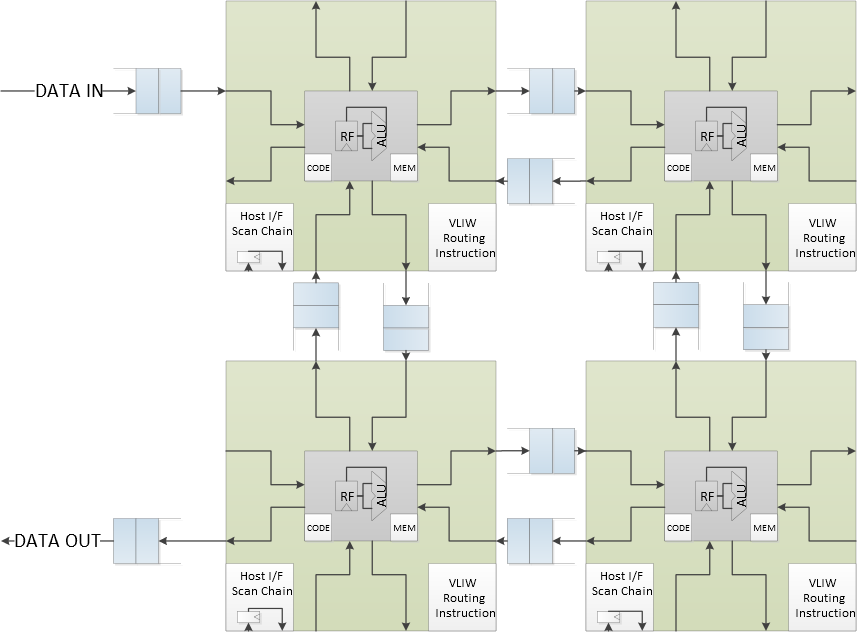 DATA IN
RF
ALU
CODE
MEM
Host I/F
Scan Chain
VLIW
Routing
Instruction
RF
ALU
CODE
MEM
Host I/F
Scan Chain
VLIW
Routing
Instruction
RF
ALU
CODE
MEM
DATA OUT
Host I/F
Scan Chain
VLIW
Routing
Instruction
RF
ALU
CODE
MEM
Host I/F
Scan Chain
VLIW
Routing
Instruction